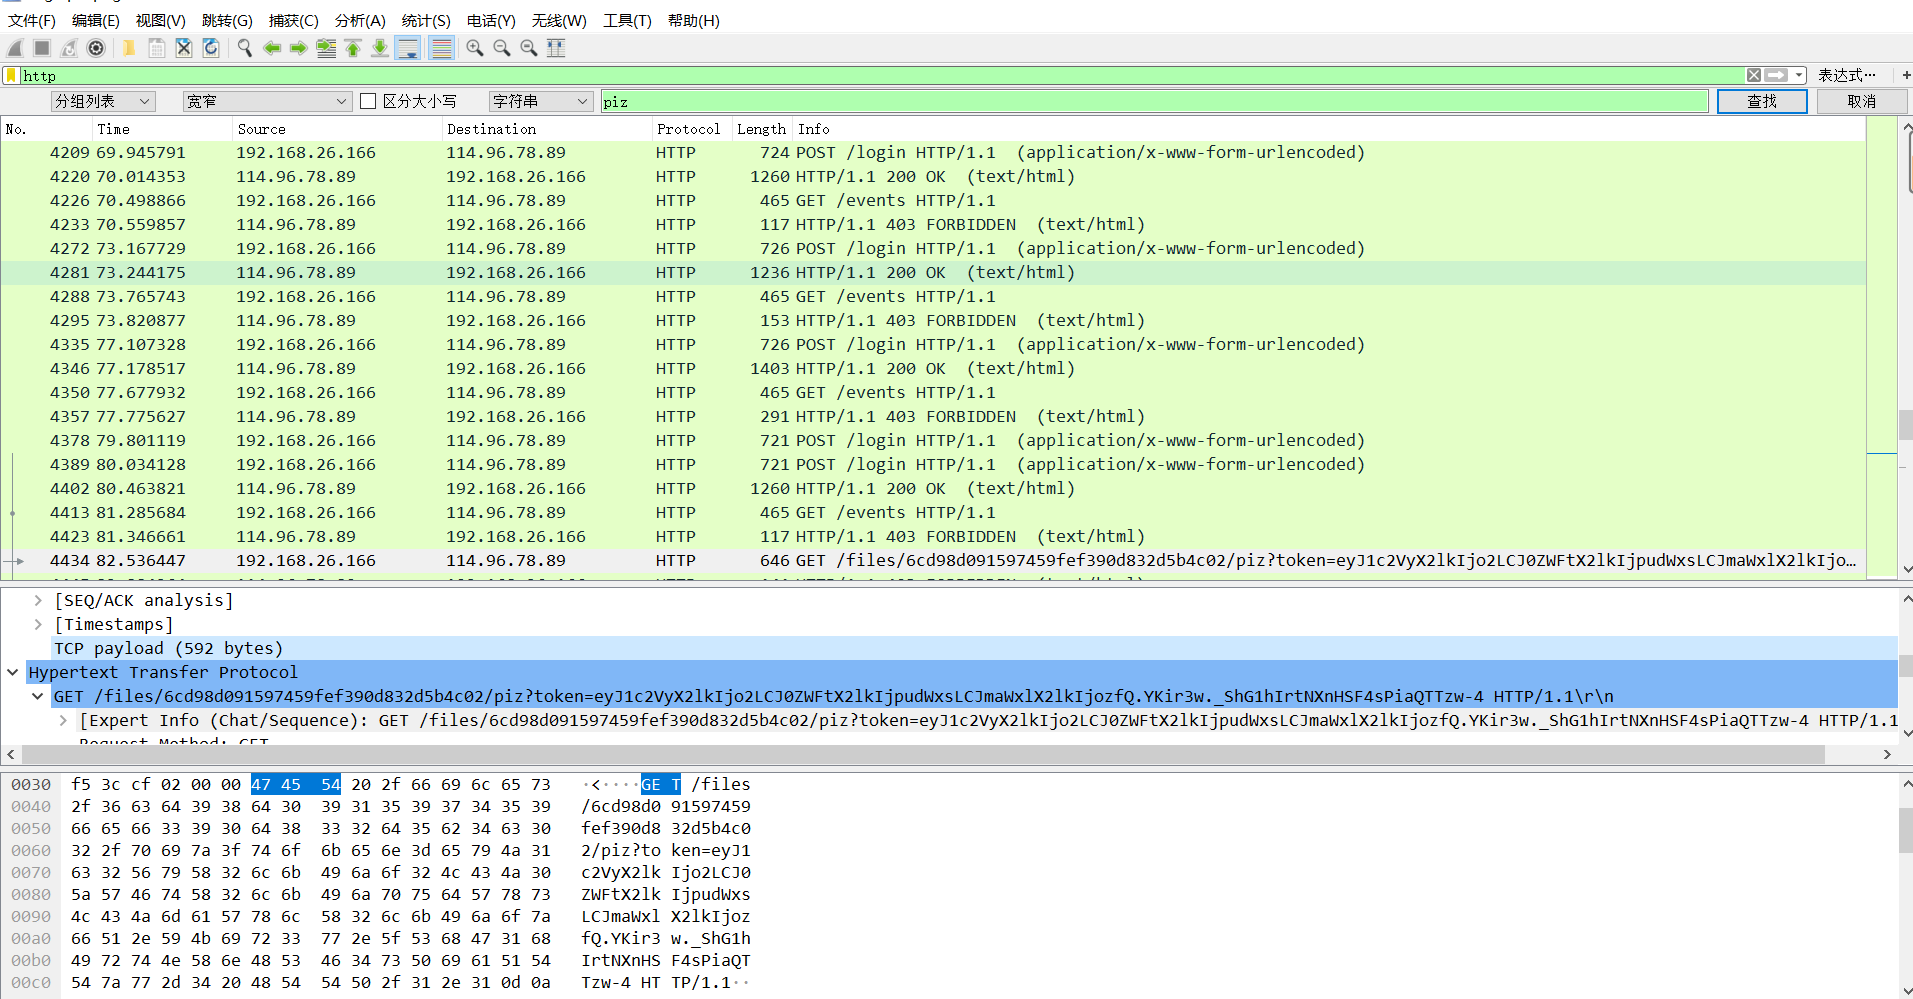 文件(F) 编辑(E) 视图(V) 跳转(G) 捕获(C) 分析(A) 统计(S) 电话(Y) 无线(W) 工具(T) 帮助(H)
http 表达式… +
分组列表 宽窄 区分大小写 字符串 piz 查找 取消
No. Time Source Destination Protocol Length Info
4209 69.945791 192.168.26.166 114.96.78.89 HTTP 724 POST /login HTTP/1.1 (application/x-www-form-urlencoded)
4220 70.014353 114.96.78.89 192.168.26.166 HTTP 1260 HTTP/1.1 200 OK (text/html)
4226 70.498866 192.168.26.166 114.96.78.89 HTTP 465 GET /events HTTP/1.1
4233 70.559857 114.96.78.89 192.168.26.166 HTTP 117 HTTP/1.1 403 FORBIDDEN (text/html)
4272 73.167729 192.168.26.166 114.96.78.89 HTTP 726 POST /login HTTP/1.1 (application/x-www-form-urlencoded)
4281 73.244175 114.96.78.89 192.168.26.166 HTTP 1236 HTTP/1.1 200 OK (text/html)
4288 73.765743 192.168.26.166 114.96.78.89 HTTP 465 GET /events HTTP/1.1
4295 73.820877 114.96.78.89 192.168.26.166 HTTP 153 HTTP/1.1 403 FORBIDDEN (text/html)
4335 77.107328 192.168.26.166 114.96.78.89 HTTP 726 POST /login HTTP/1.1 (application/x-www-form-urlencoded)
4346 77.178517 114.96.78.89 192.168.26.166 HTTP 1403 HTTP/1.1 200 OK (text/html)
4350 77.677932 192.168.26.166 114.96.78.89 HTTP 465 GET /events HTTP/1.1
4357 77.775627 114.96.78.89 192.168.26.166 HTTP 291 HTTP/1.1 403 FORBIDDEN (text/html)
4378 79.801119 192.168.26.166 114.96.78.89 HTTP 721 POST /login HTTP/1.1 (application/x-www-form-urlencoded)
4389 80.034128 192.168.26.166 114.96.78.89 HTTP 721 POST /login HTTP/1.1 (application/x-www-form-urlencoded)
4402 80.463821 114.96.78.89 192.168.26.166 HTTP 1260 HTTP/1.1 200 OK (text/html)
4413 81.285684 192.168.26.166 114.96.78.89 HTTP 465 GET /events HTTP/1.1
4423 81.346661 114.96.78.89 192.168.26.166 HTTP 117 HTTP/1.1 403 FORBIDDEN (text/html)
4434 82.536447 192.168.26.166 114.96.78.89 HTTP 646 GET /files/6cd98d091597459fef390d832d5b4c02/piz?token=eyJ1c2VyX2lkIjo2LCJ0ZWFtX2lkIjpudWxsLCJmaWxlX2lkIjo…
[SEQ/ACK analysis]
[Timestamps]
TCP payload (592 bytes)
Hypertext Transfer Protocol
GET /files/6cd98d091597459fef390d832d5b4c02/piz?token=eyJ1c2VyX2lkIjo2LCJ0ZWFtX2lkIjpudWxsLCJmaWxlX2lkIjozfQ.YKir3w._ShG1hIrtNXnHSF4sPiaQTTzw-4 HTTP/1.1\r\n
[Expert Info (Chat/Sequence): GET /files/6cd98d091597459fef390d832d5b4c02/piz?token=eyJ1c2VyX2lkIjo2LCJ0ZWFtX2lkIjpudWxsLCJmaWxlX2lkIjozfQ.YKir3w._ShG1hIrtNXnHSF4sPiaQTTzw-4 HTTP/1.1
Request Method: GET
0030 f5 3c cf 02 00 00 47 45 54 20 2f 66 69 6c 65 73 ·<····GE T /files
0040 2f 36 63 64 39 38 64 30 39 31 35 39 37 34 35 39 /6cd98d0 91597459
0050 66 65 66 33 39 30 64 38 33 32 64 35 62 34 63 30 fef390d8 32d5b4c0
0060 32 2f 70 69 7a 3f 74 6f 6b 65 6e 3d 65 79 4a 31 2/piz?to ken=eyJ1
0070 63 32 56 79 58 32 6c 6b 49 6a 6f 32 4c 43 4a 30 c2VyX2lk Ijo2LCJ0
0080 5a 57 46 74 58 32 6c 6b 49 6a 70 75 64 57 78 73 ZWFtX2lk IjpudWxs
0090 4c 43 4a 6d 61 57 78 6c 58 32 6c 6b 49 6a 6f 7a LCJmaWxl X2lkIjoz
00a0 66 51 2e 59 4b 69 72 33 77 2e 5f 53 68 47 31 68 fQ.YKir3 w._ShG1h
00b0 49 72 74 4e 58 6e 48 53 46 34 73 50 69 61 51 54 IrtNXnHS F4sPiaQT
00c0 54 7a 77 2d 34 20 48 54 54 50 2f 31 2e 31 0d 0a Tzw-4 HT TP/1.1··